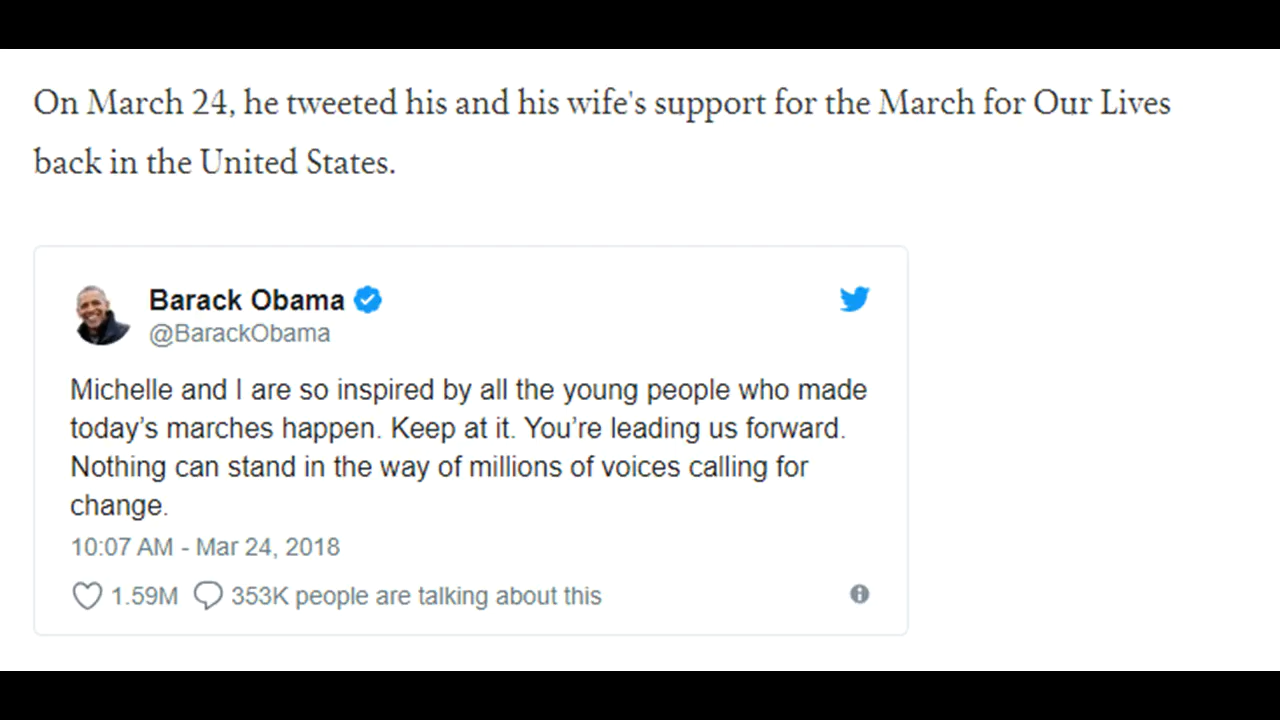 On March 24, he tweeted his and his wife's support for the March for Our Lives
back in the United States.
Barack Obama
@BarackObama
Michelle and I are so inspired by all the young people who made
today’s marches happen. Keep at it. You’re leading us forward.
Nothing can stand in the way of millions of voices calling for
change.
10:07 AM - Mar 24, 2018
1.59M 353K people are talking about this